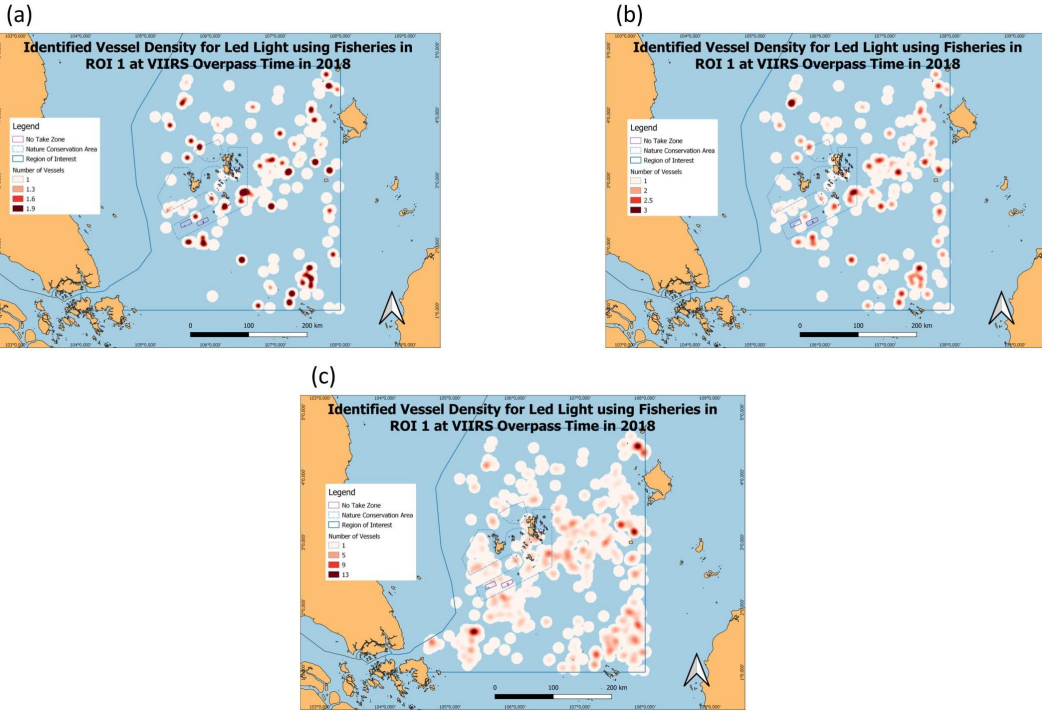 (a)
Identified Vessel Density for Led Light using Fisheries in
ROI 1 at VIIRS Overpass Time in 2018
Legend
No Take Zone
Nature Conservation Area
Region of Interest
Number of Vessels
1
1.3
1.6
1.9
0 100 200 km
(b)
Identified Vessel Density for Led Light using Fisheries in
ROI 1 at VIIRS Overpass Time in 2018
Legend
No Take Zone
Nature Conservation Area
Region of Interest
Number of Vessels
1
2
2.5
3
0 100 200 km
(c)
Identified Vessel Density for Led Light using Fisheries in
ROI 1 at VIIRS Overpass Time in 2018
Legend
No Take Zone
Nature Conservation Area
Region of Interest
Number of Vessels
1
5
9
13
0 100 200 km